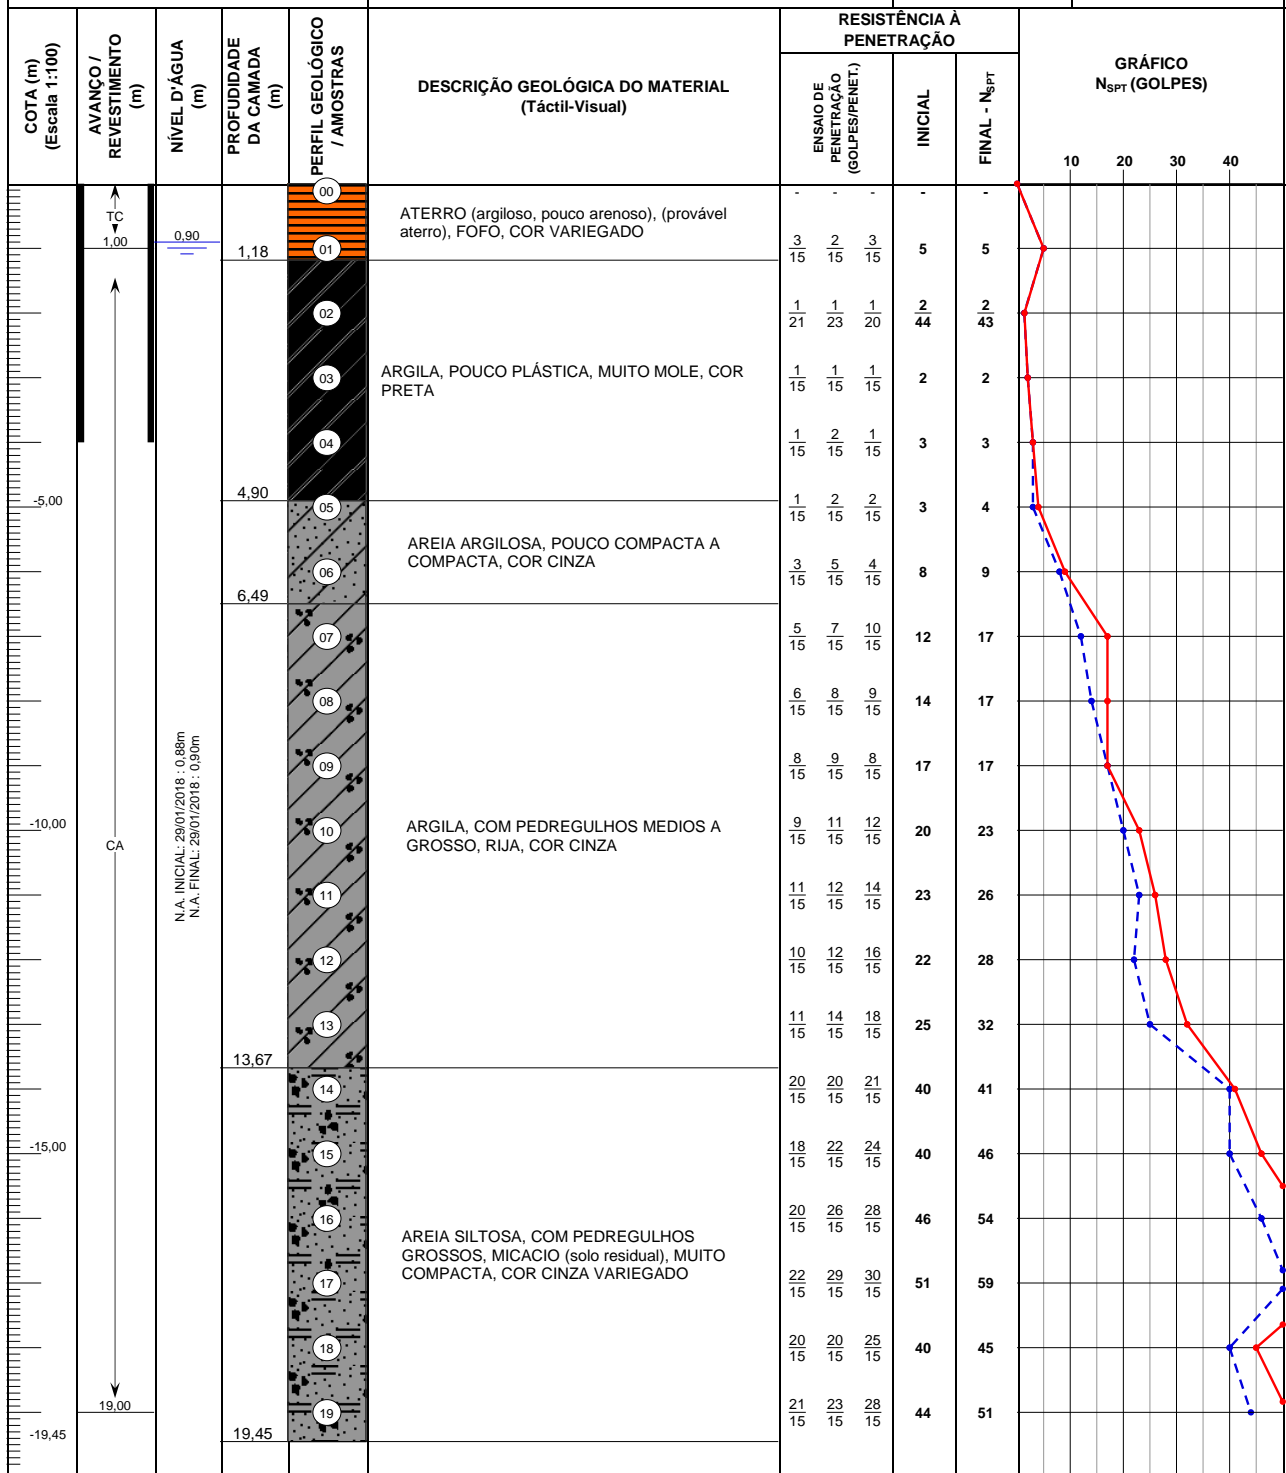 COTA (m)
(Escala 1:100)
AVANÇO /
REVESTIMENTO
(m)
NÍVEL D'ÁGUA
(m)
PROFUDIDADE
DA CAMADA
(m)
PERFIL GEOLÓGICO
/ AMOSTRAS
DESCRIÇÃO GEOLÓGICA DO MATERIAL
(Táctil-Visual)
RESISTÊNCIA À
PENETRAÇÃO
ENSAIO DE
PENETRAÇÃO
(GOLPES/PENET.)
INICIAL
FINAL - NSPT
GRÁFICO
NSPT (GOLPES)
10 20 30 40
00
- - - - -
TC
ATERRO (argiloso, pouco arenoso), (provável
aterro), FOFO, COR VARIEGADO
1,00
0,90
1,18
01
3/15 2/15 3/15 5 5
02
1/21 1/23 1/20 2/44 2/43
ARGILA, POUCO PLÁSTICA, MUITO MOLE, COR
PRETA
03
1/15 1/15 1/15 2 2
04
1/15 2/15 1/15 3 3
-5,00
4,90
05
1/15 2/15 2/15 3 4
AREIA ARGILOSA, POUCO COMPACTA A
COMPACTA, COR CINZA
06
3/15 5/15 4/15 8 9
6,49
07
5/15 7/15 10/15 12 17
08
6/15 8/15 9/15 14 17
N.A. INICIAL: 29/01/2018 : 0,88m
N.A. FINAL: 29/01/2018 : 0,90m
09
8/15 9/15 8/15 17 17
-10,00
CA
10
ARGILA, COM PEDREGULHOS MEDIOS A
GROSSO, RIJA, COR CINZA
9/15 11/15 12/15 20 23
11
11/15 12/15 14/15 23 26
12
10/15 12/15 16/15 22 28
13
11/15 14/15 18/15 25 32
13,67
14
20/15 20/15 21/15 40 41
-15,00
15
18/15 22/15 24/15 40 46
16
20/15 26/15 28/15 46 54
AREIA SILTOSA, COM PEDREGULHOS
GROSSOS, MICACIO (solo residual), MUITO
COMPACTA, COR CINZA VARIEGADO
17
22/15 29/15 30/15 51 59
18
20/15 20/15 25/15 40 45
19,00
19
21/15 23/15 28/15 44 51
-19,45
19,45